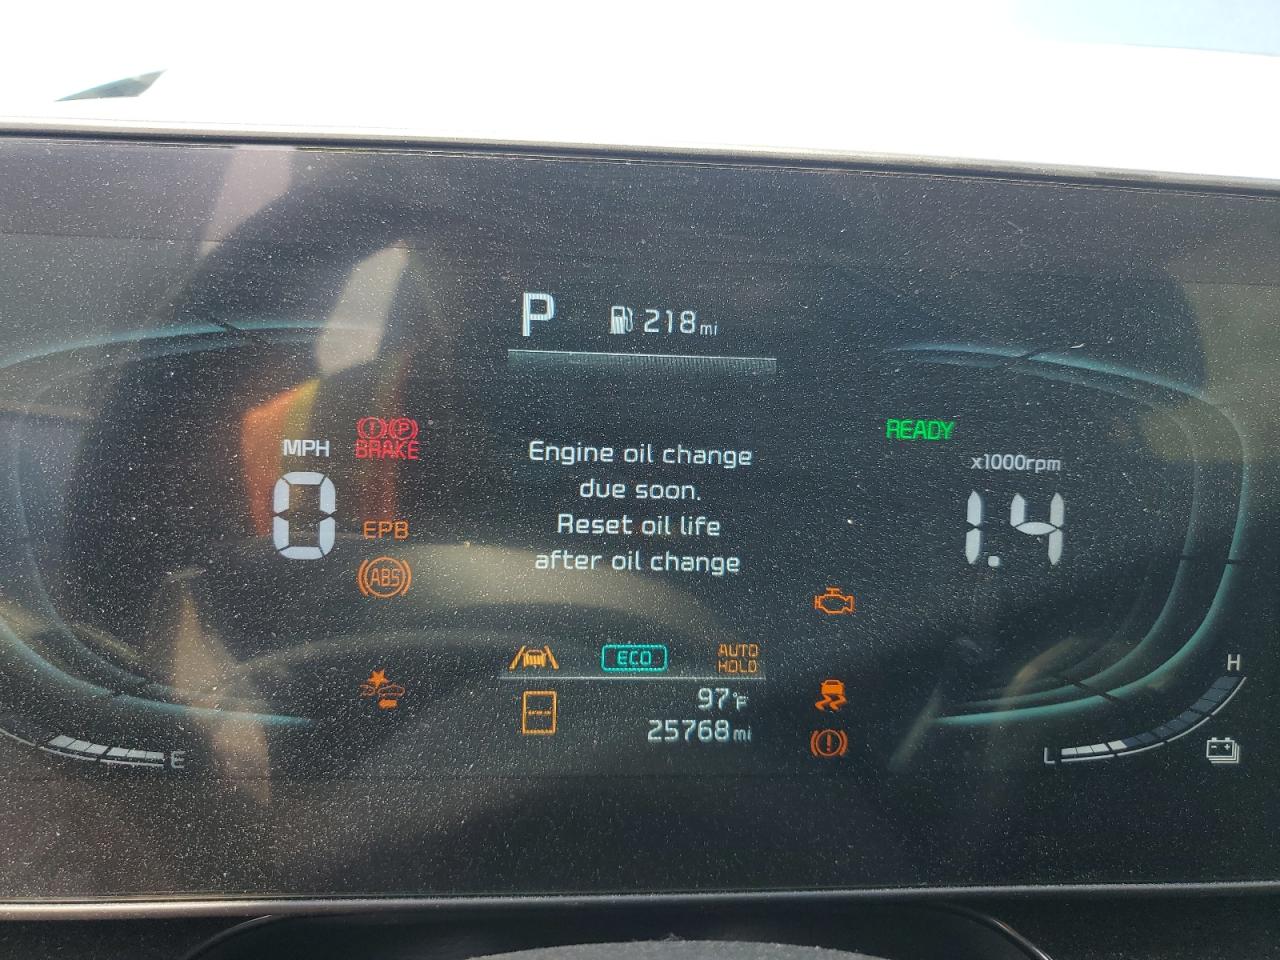 P 218mi
MPH
0
BRAKE
EPB
ABS
Engine oil change
due soon.
Reset oil life
after oil change
READY
x1000rpm
1.4
ECO
AUTO
HOLD
97°F
25768mi
E
H
L